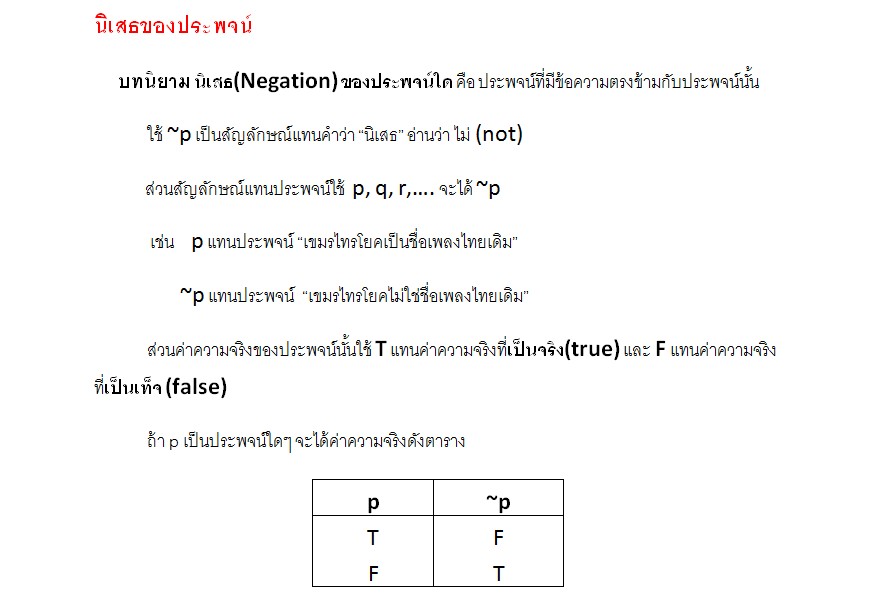 นิเสธของประพจน์
บทนิยาม นิเสธ(Negation) ของประพจน์ใด คือ ประพจน์ที่มีข้อความตรงข้ามกับประพจน์นั้น
ใช้ ~p เป็นสัญลักษณ์แทนคำว่า “นิเสธ” อ่านว่า ไม่ (not)
ส่วนสัญลักษณ์แทนประพจน์ใช้ p, q, r,.... จะได้ ~p
เช่น p แทนประพจน์ “เขมรไทรโยคเป็นชื่อเพลงไทยเดิม”
~p แทนประพจน์ “เขมรไทรโยคไม่ใช่ชื่อเพลงไทยเดิม”
ส่วนค่าความจริงของประพจน์นั้นใช้ T แทนค่าความจริงที่เป็นจริง(true) และ F แทนค่าความจริง
ที่เป็นเท็จ (false)
ถ้า p เป็นประพจน์ใดๆ จะได้ค่าความจริงดังตาราง
p ~p
T F
F T